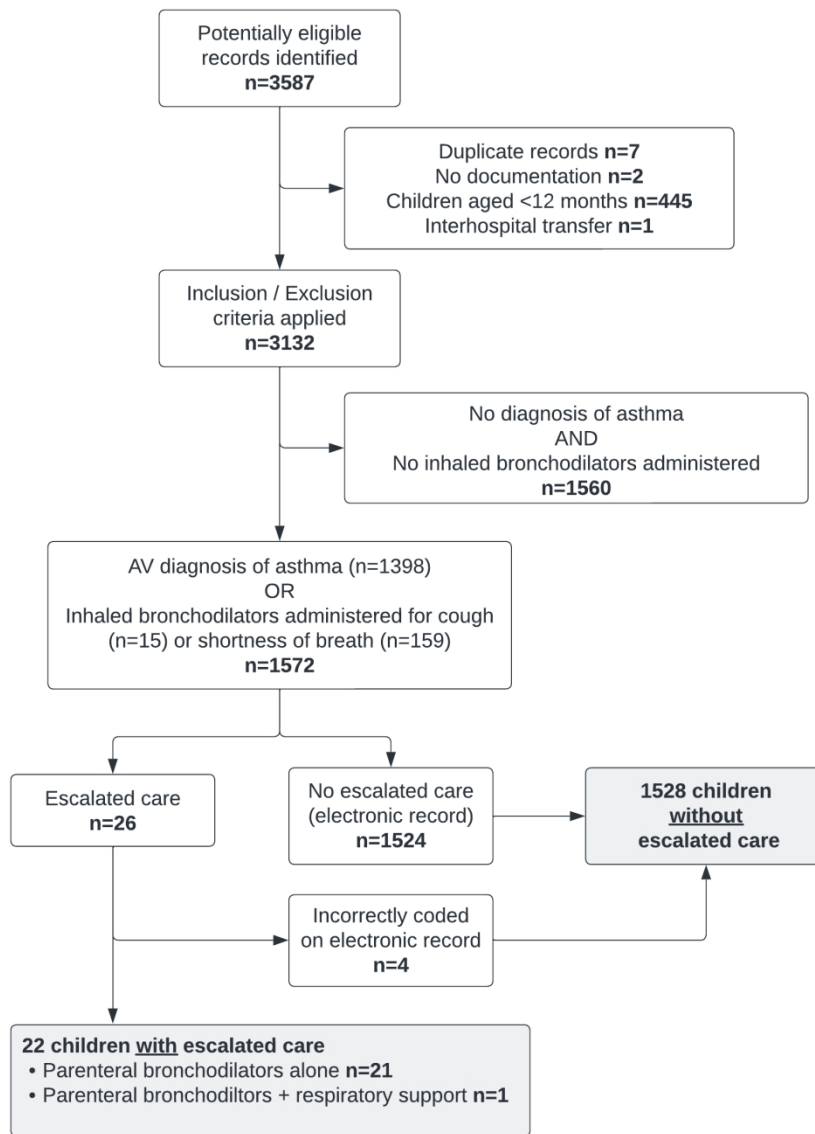 Potentially eligible
records identified
n=3587
Duplicate records n=7
No documentation n=2
Children aged <12 months n=445
Interhospital transfer n=1
Inclusion / Exclusion
criteria applied
n=3132
No diagnosis of asthma
AND
No inhaled bronchodilators administered
n=1560
AV diagnosis of asthma (n=1398)
OR
Inhaled bronchodilators administered for cough
(n=15) or shortness of breath (n=159)
n=1572
Escalated care
n=26
No escalated care
(electronic record)
n=1524
1528 children
without
escalated care
Incorrectly coded
on electronic record
n=4
22 children with escalated care
• Parenteral bronchodilators alone n=21
• Parenteral bronchodiltors + respiratory support n=1